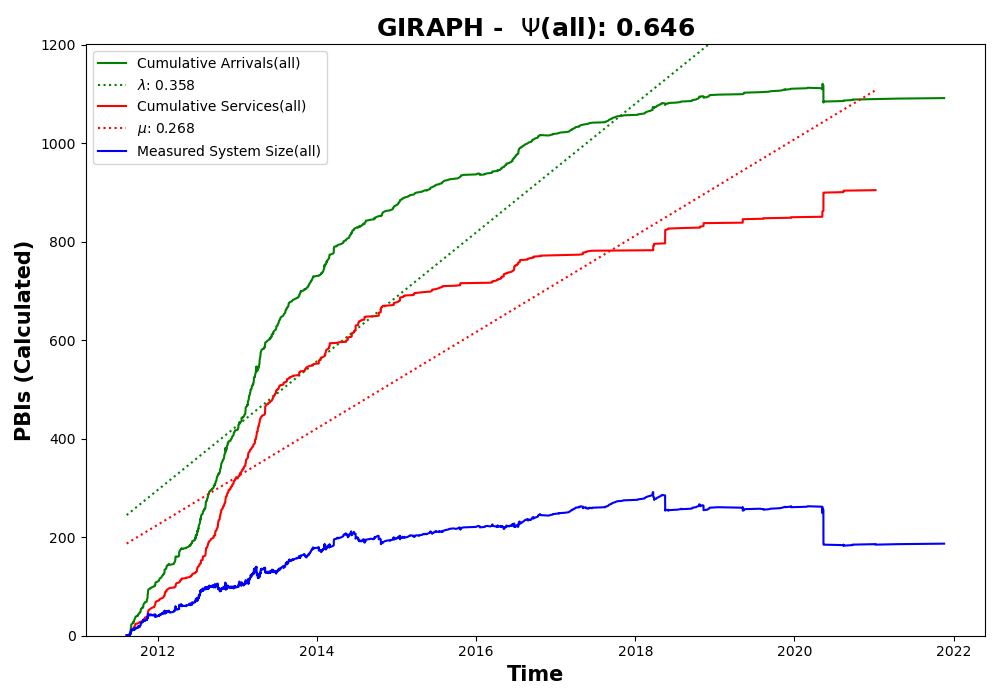 GIRAPH - Ψ(all): 0.646
Cumulative Arrivals(all)
λ: 0.358
Cumulative Services(all)
μ: 0.268
Measured System Size(all)
PBIs (Calculated)
1200
1000
800
600
400
200
0
2012 2014 2016 2018 2020 2022
Time